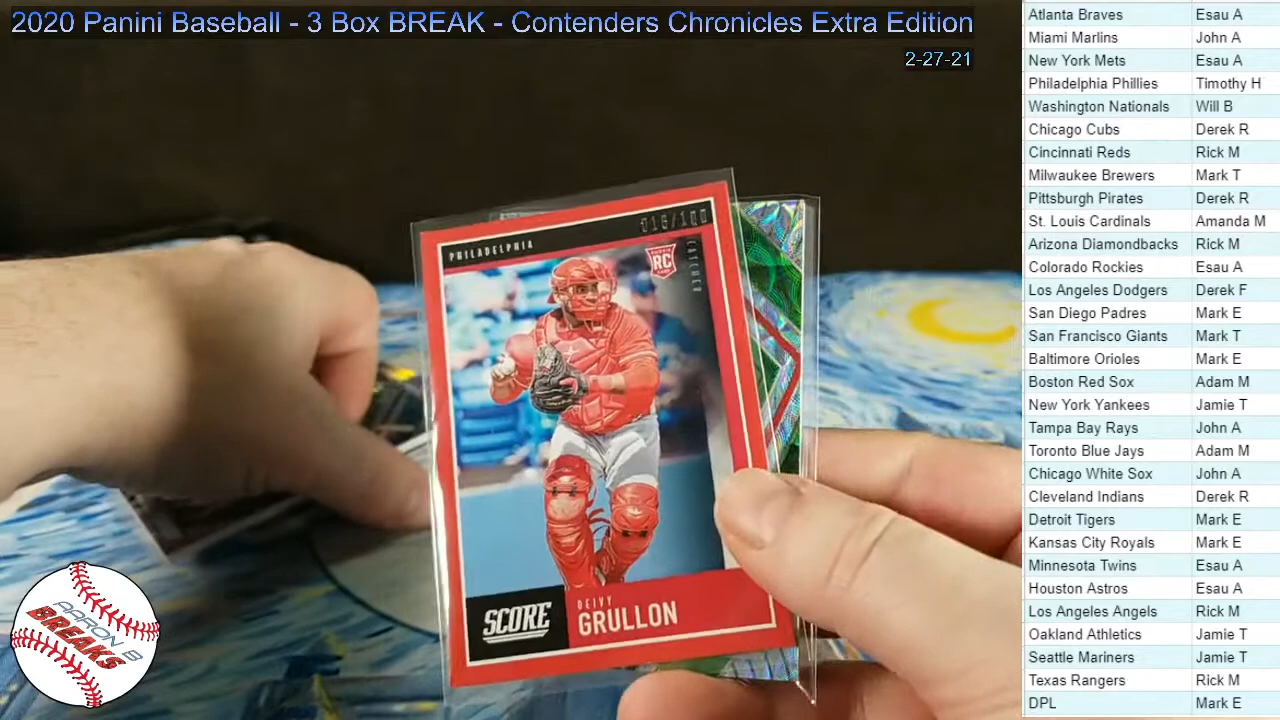 2020 Panini Baseball - 3 Box BREAK - Contenders Chronicles Extra Edition
2-27-21
PHILADELPHIA
RC
CATCHER
SCORE
DEIVY
GRULLON
AARON B
BREAKS
Atlanta Braves Esau A
Miami Marlins John A
New York Mets Esau A
Philadelphia Phillies Timothy H
Washington Nationals Will B
Chicago Cubs Derek R
Cincinnati Reds Rick M
Milwaukee Brewers Mark T
Pittsburgh Pirates Derek R
St. Louis Cardinals Amanda M
Arizona Diamondbacks Rick M
Colorado Rockies Esau A
Los Angeles Dodgers Derek F
San Diego Padres Mark E
San Francisco Giants Mark T
Baltimore Orioles Mark E
Boston Red Sox Adam M
New York Yankees Jamie T
Tampa Bay Rays John A
Toronto Blue Jays Adam M
Chicago White Sox John A
Cleveland Indians Derek R
Detroit Tigers Mark E
Kansas City Royals Mark E
Minnesota Twins Esau A
Houston Astros Esau A
Los Angeles Angels Rick M
Oakland Athletics Jamie T
Seattle Mariners Jamie T
Texas Rangers Rick M
DPL Mark E